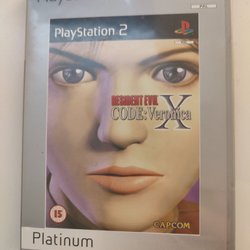 PlayStation 2
RESIDENT EVIL
CODE: Veronica
X
15
CAPCOM
Platinum